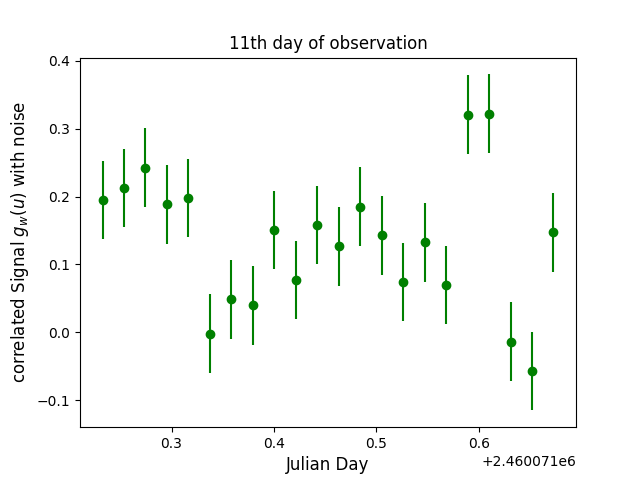 11th day of observation
correlated Signal g_w(u) with noise
0.4
0.3
0.2
0.1
0.0
−0.1
0.3 0.4 0.5 0.6
+2.460071e6
Julian Day